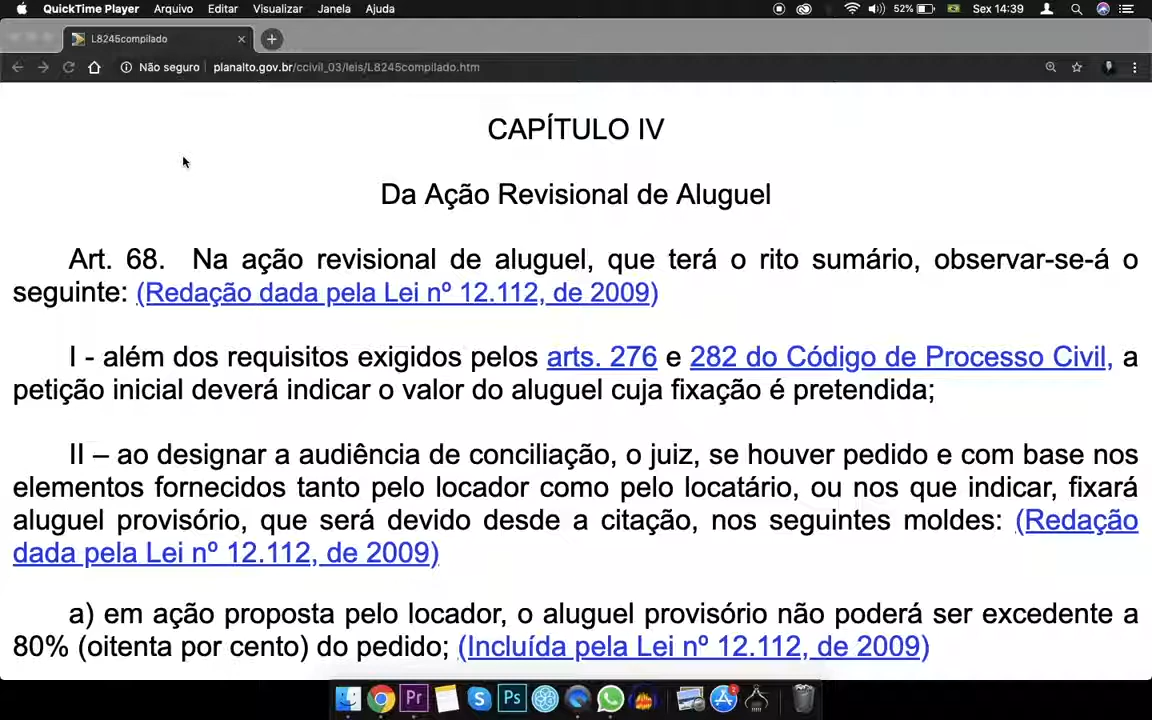 QuickTime Player Arquivo Editar Visualizar Janela Ajuda 52% Sex 14:39
L8245compilado
Não seguro planalto.gov.br/ccivil_03/leis/L8245compilado.htm
CAPÍTULO IV
Da Ação Revisional de Aluguel
Art. 68. Na ação revisional de aluguel, que terá o rito sumário, observar-se-á o
seguinte: (Redação dada pela Lei nº 12.112, de 2009)
I - além dos requisitos exigidos pelos arts. 276 e 282 do Código de Processo Civil, a
petição inicial deverá indicar o valor do aluguel cuja fixação é pretendida;
II – ao designar a audiência de conciliação, o juiz, se houver pedido e com base nos
elementos fornecidos tanto pelo locador como pelo locatário, ou nos que indicar, fixará
aluguel provisório, que será devido desde a citação, nos seguintes moldes: (Redação
dada pela Lei nº 12.112, de 2009)
a) em ação proposta pelo locador, o aluguel provisório não poderá ser excedente a
80% (oitenta por cento) do pedido; (Incluída pela Lei nº 12.112, de 2009)
Pr Ps